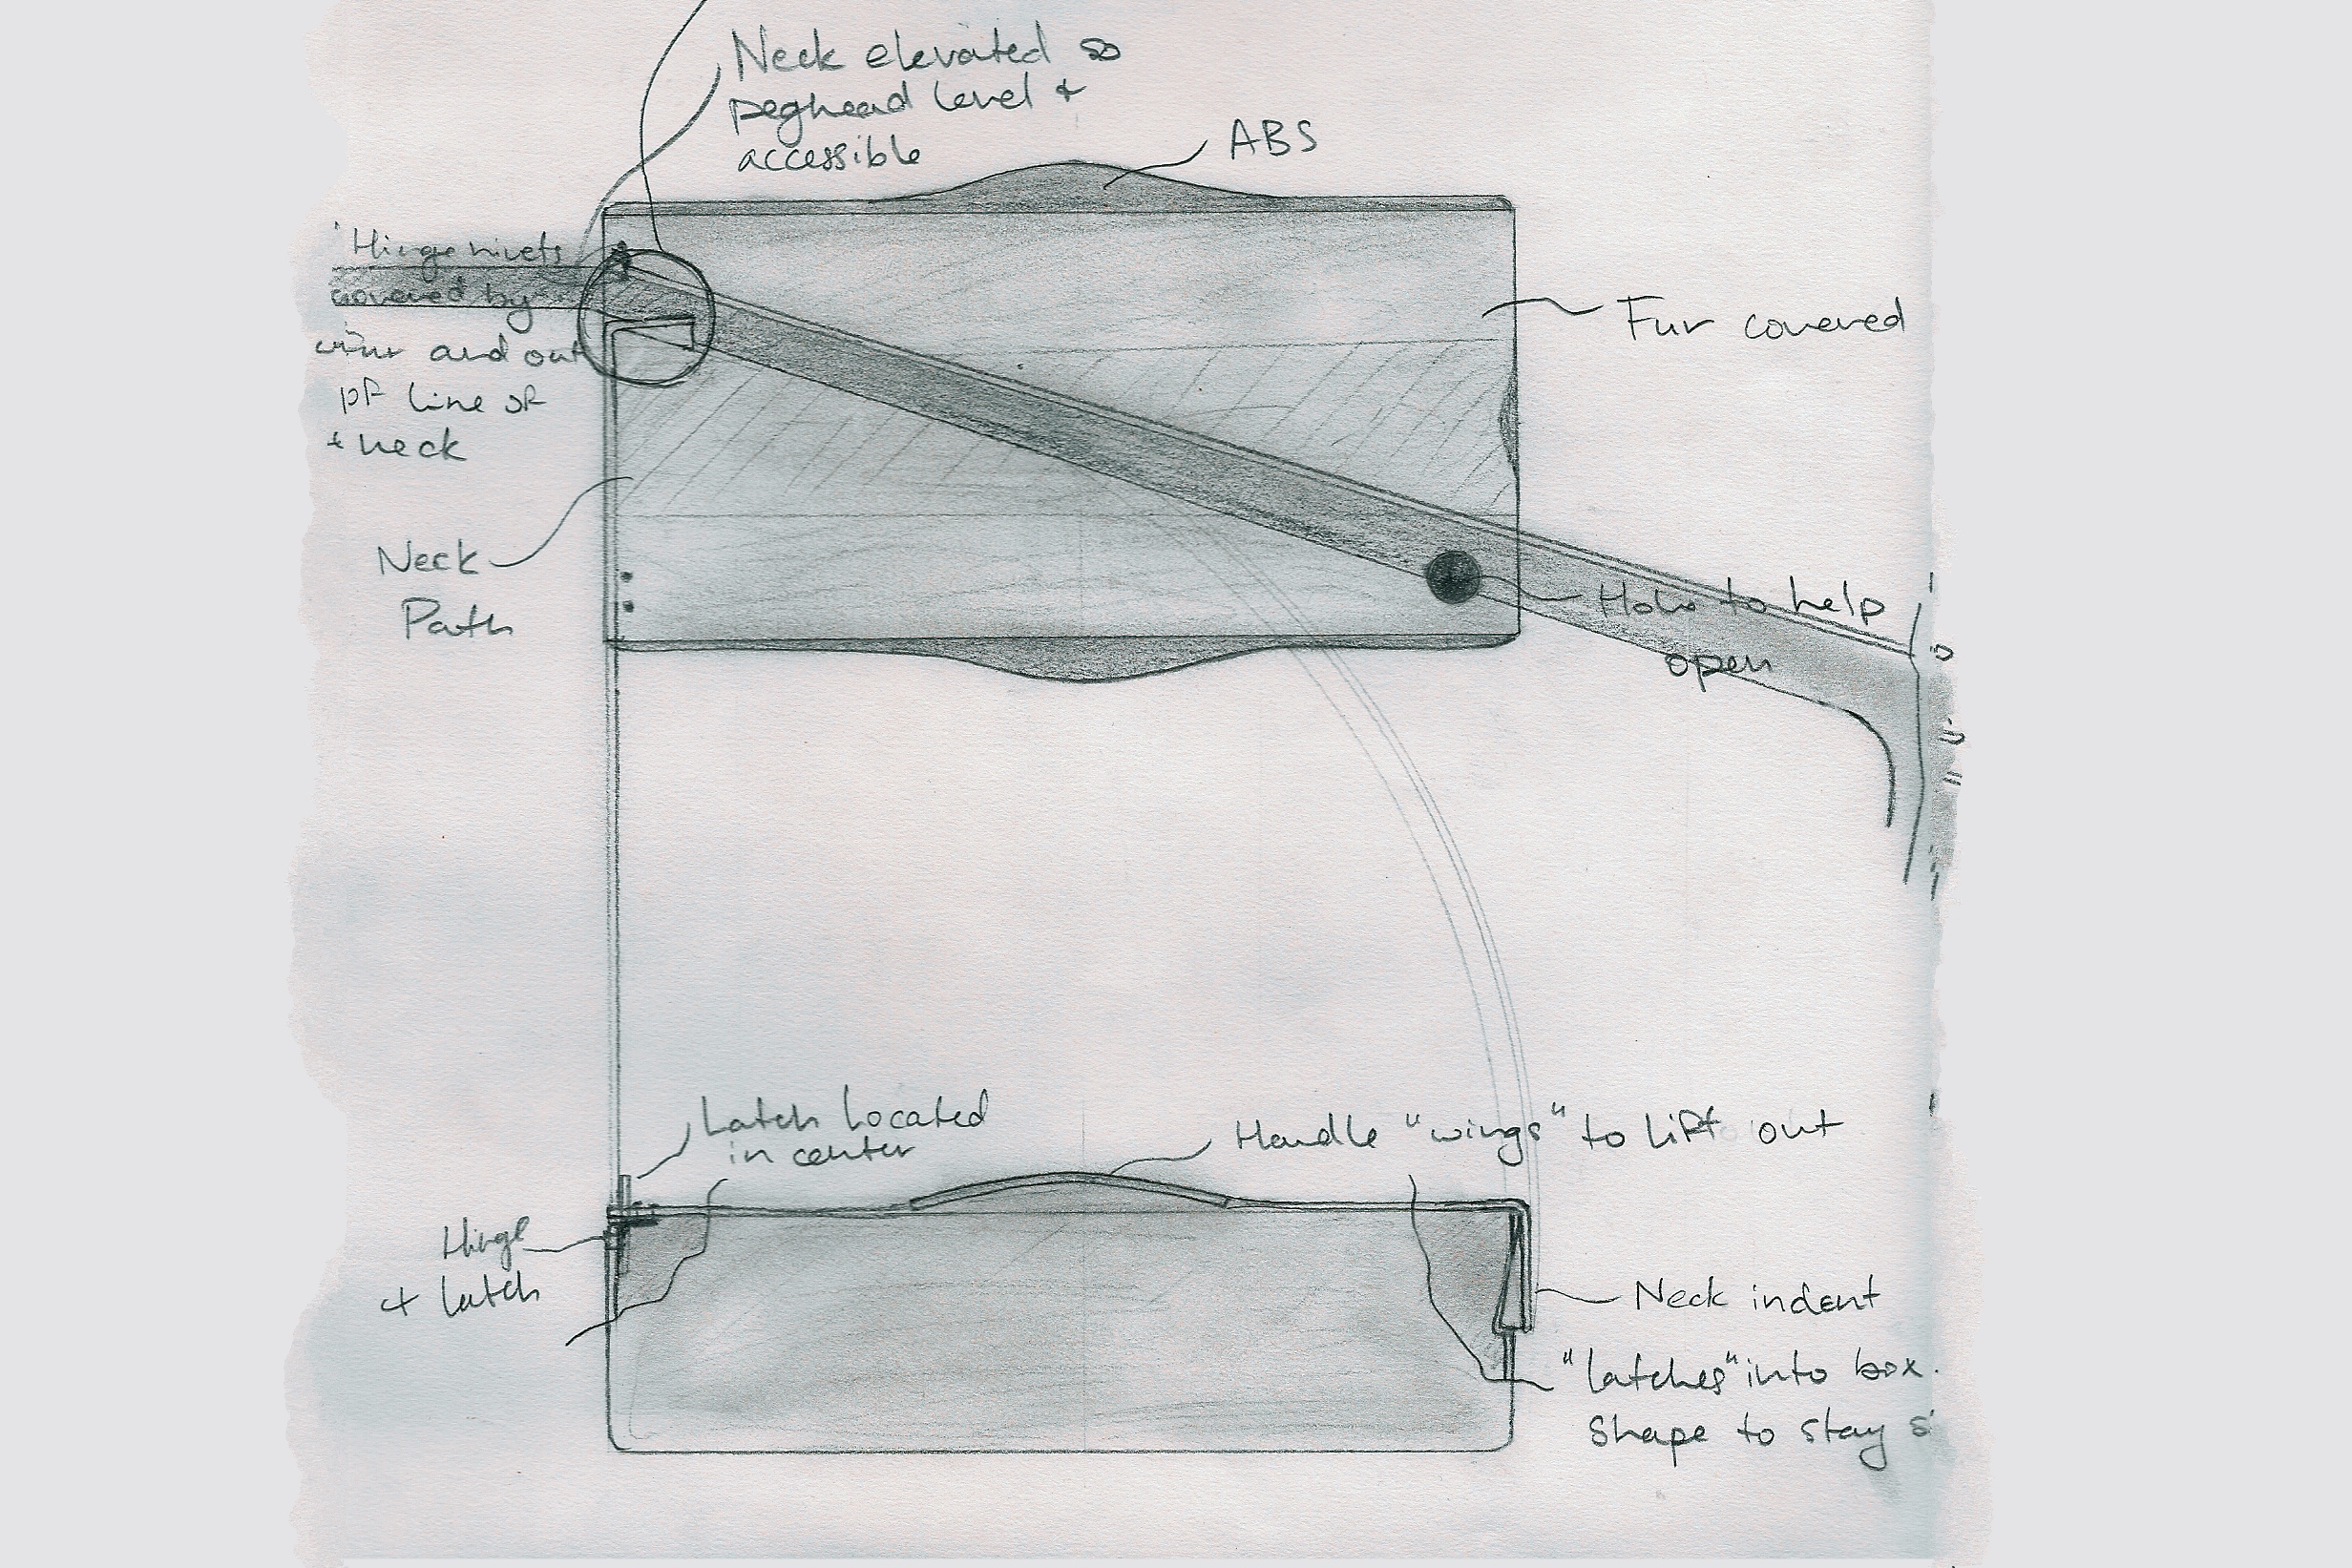 Neck elevated so
peghead level +
accessible
ABS
Hinge rivets
covered by
and out
of line of
neck
Fur covered
Neck
Path
Hole to help
open
Latch Located
in center
Handle "wings" to lift out
Hinge
+ latch
Neck indent
"latches" into box.
Shape to stay